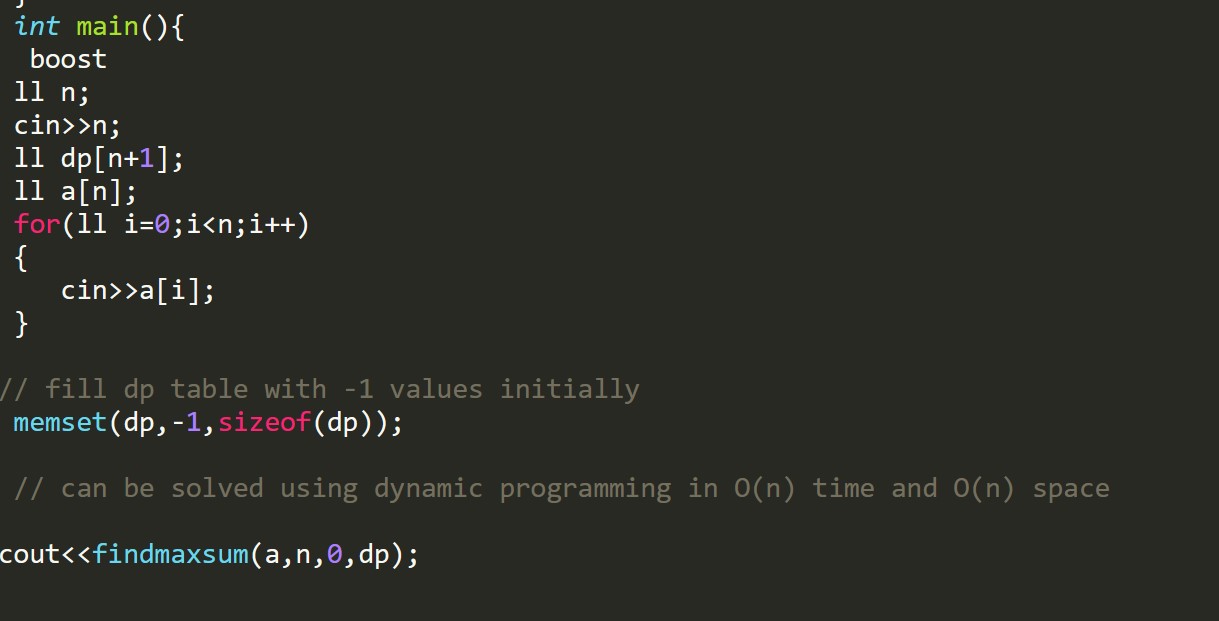 }
int main(){
boost
ll n;
cin>>n;
ll dp[n+1];
ll a[n];
for(ll i=0;i<n;i++)
{
cin>>a[i];
}
// fill dp table with -1 values initially
memset(dp,-1,sizeof(dp));
// can be solved using dynamic programming in O(n) time and O(n) space
cout<<findmaxsum(a,n,0,dp);